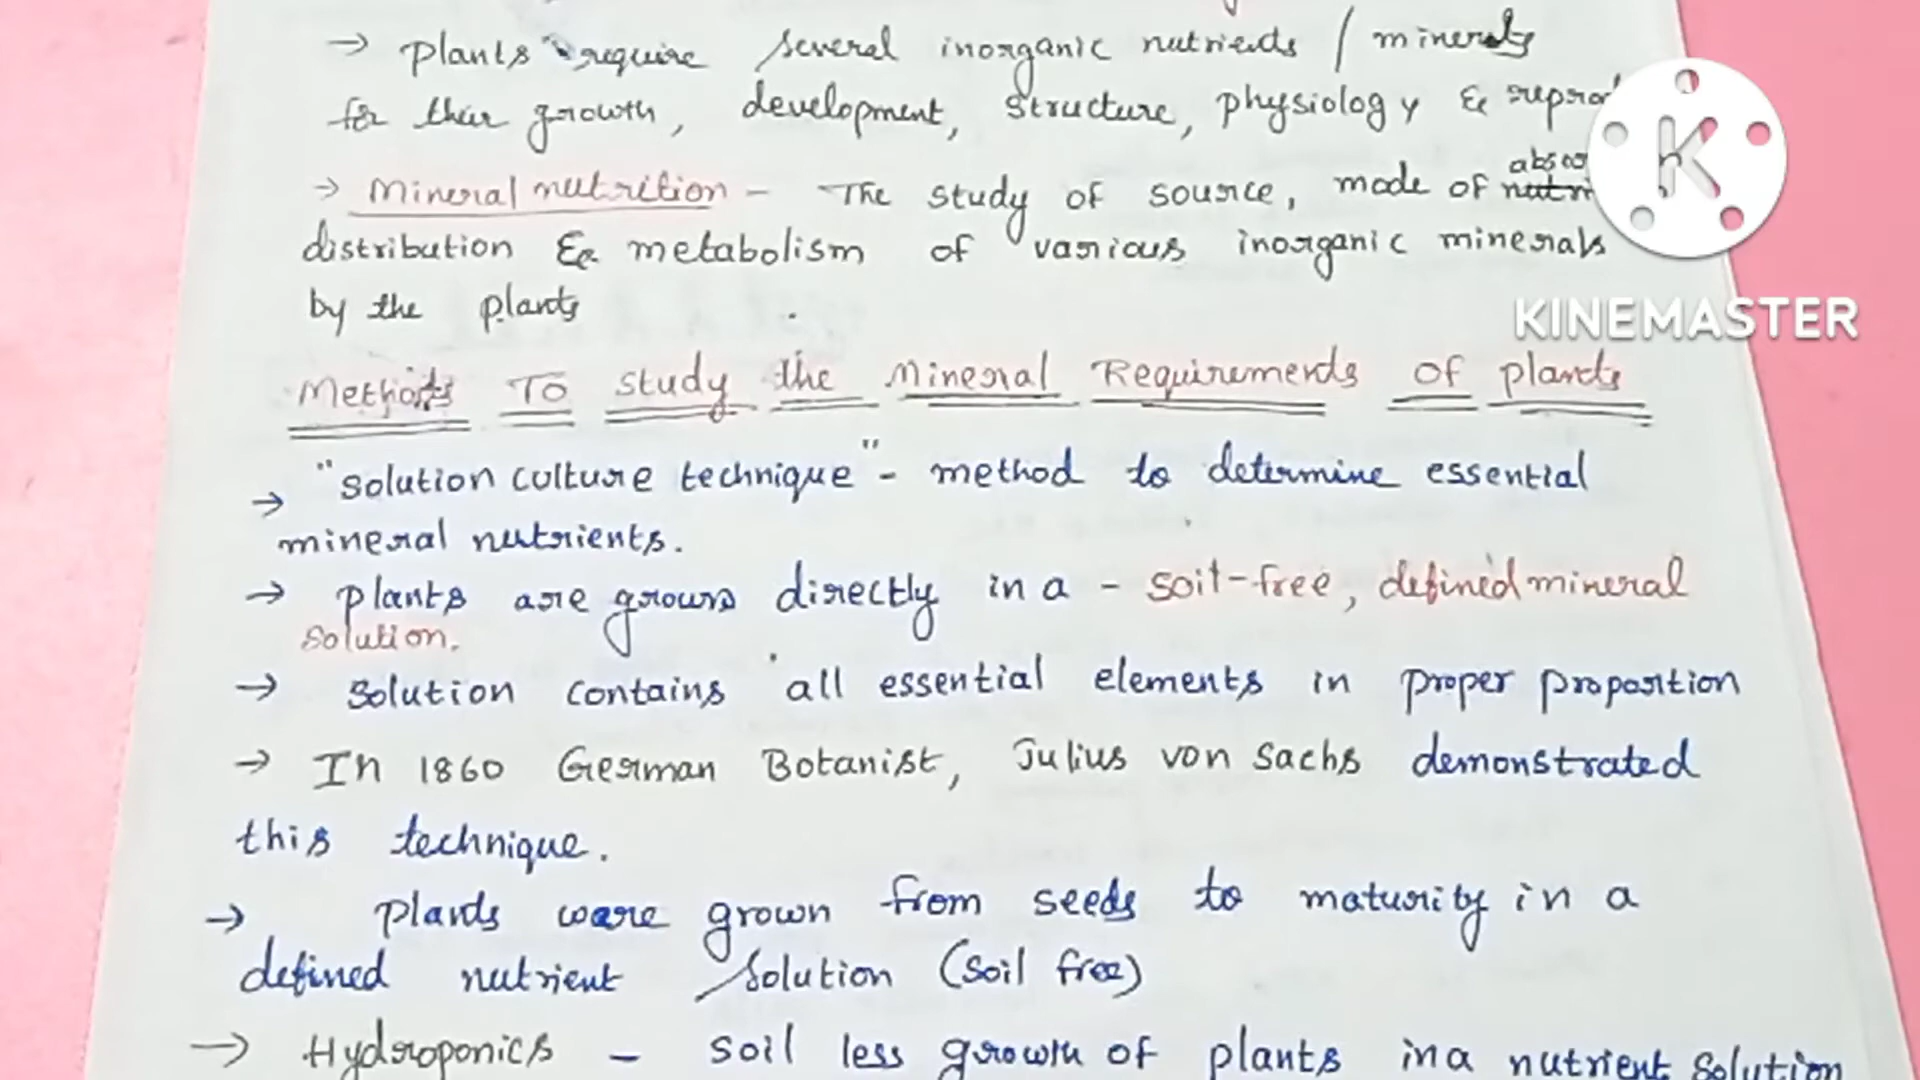 → plants require several inorganic nutrients / minerals
for their growth, development, structure, physiology &
→ Mineral nutrition - The study of source, mode of
distribution & metabolism of various inorganic minerals
by the plants
KINEMASTER
Methods To study the Mineral Requirements of plants
→ "solution culture technique" - method to determine essential
mineral nutrients.
→ plants are grown directly in a - soil-free, defined mineral
solution.
→ solution contains all essential elements in proper proportion
→ In 1860 German Botanist, Julius von Sachs demonstrated
this technique.
→ plants were grown from seeds to maturity in a
defined nutrient solution (soil free)
→ Hydroponics - soil less growth of plants in a nutrient solution